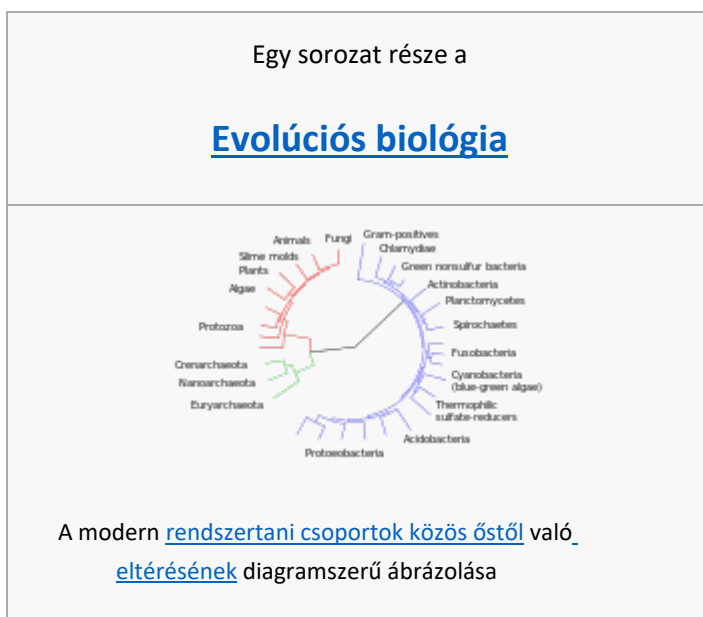 Egy sorozat része a
Evolúciós biológia
Animals
Fungi
Gram-positives
Chlamydiae
Slime molds
Green nonsulfur bacteria
Plants
Actinobacteria
Algae
Planctomycetes
Protozoa
Spirochaetes
Fusobacteria
Crenarchaeota
Cyanobacteria
(blue-green algae)
Nanoarchaeota
Euryarchaeota
Thermophilic
sulfate-reducers
Acidobacteria
Protoeobacteria
A modern rendszertani csoportok közös őstől való
eltérésének diagramszerű ábrázolása